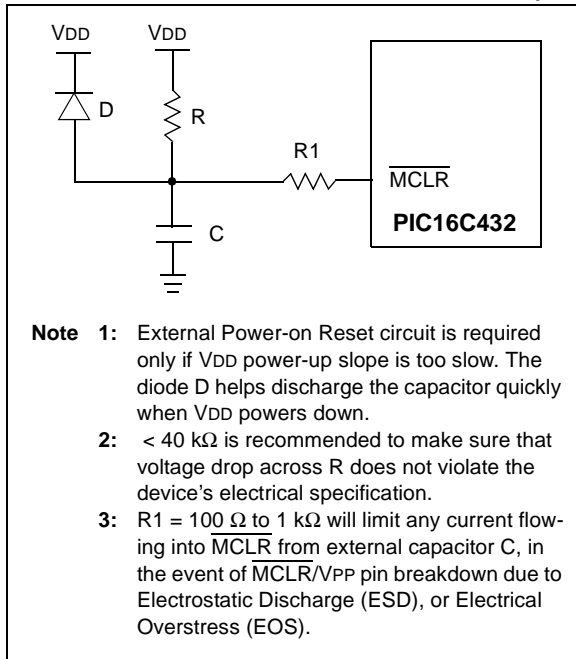 VDD VDD
D
R
R1
MCLR
PIC16C432
C
Note 1: External Power-on Reset circuit is required
only if VDD power-up slope is too slow. The
diode D helps discharge the capacitor quickly
when VDD powers down.
2: < 40 kΩ is recommended to make sure that
voltage drop across R does not violate the
device's electrical specification.
3: R1 = 100 Ω to 1 kΩ will limit any current flow-
ing into MCLR from external capacitor C, in
the event of MCLR/VPP pin breakdown due to
Electrostatic Discharge (ESD), or Electrical
Overstress (EOS).